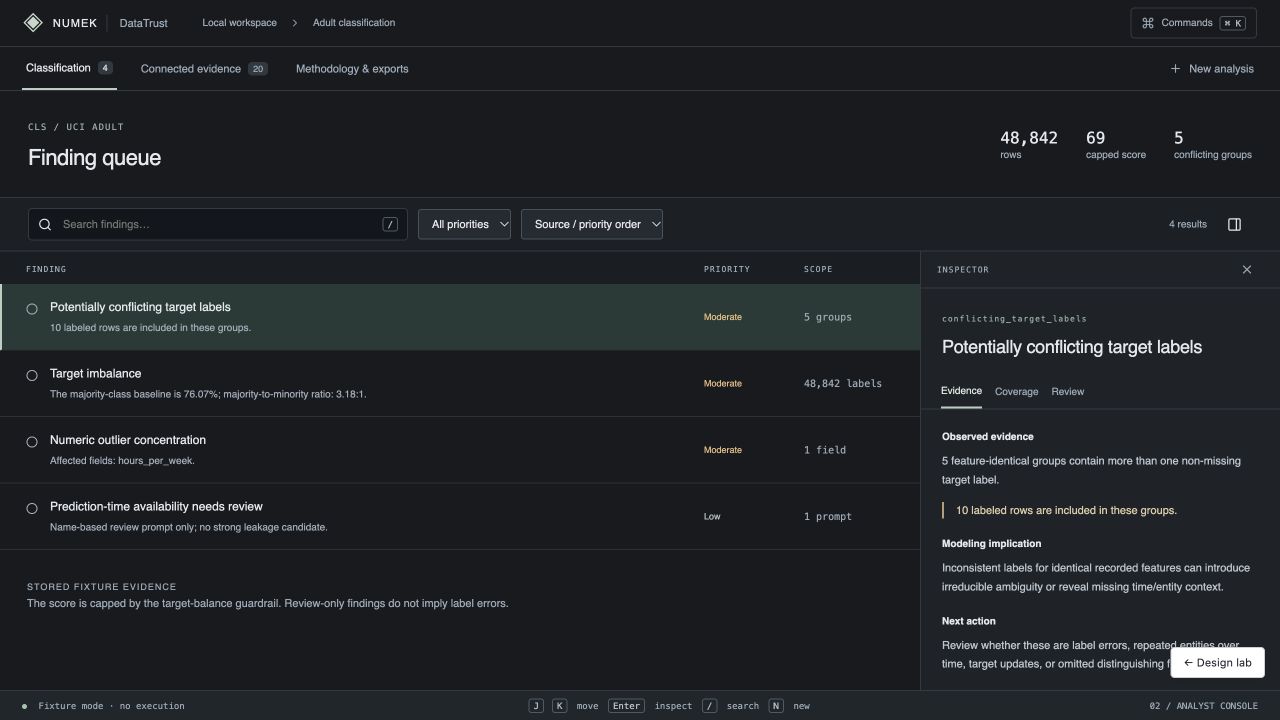 NUMEK DataTrust Local workspace > Adult classification ⌘ Commands ⌘ K
Classification 4 Connected evidence 20 Methodology & exports + New analysis
CLS / UCI ADULT
Finding queue
48,842 69 5
rows capped score conflicting groups
Search findings… / All priorities Source / priority order 4 results
FINDING PRIORITY SCOPE
Potentially conflicting target labels
10 labeled rows are included in these groups.
Moderate 5 groups
Target imbalance
The majority-class baseline is 76.07%; majority-to-minority ratio: 3.18:1.
Moderate 48,842 labels
Numeric outlier concentration
Affected fields: hours_per_week.
Moderate 1 field
Prediction-time availability needs review
Name-based review prompt only; no strong leakage candidate.
Low 1 prompt
STORED FIXTURE EVIDENCE
The score is capped by the target-balance guardrail. Review-only findings do not imply label errors.
INSPECTOR
conflicting_target_labels
Potentially conflicting target labels
Evidence Coverage Review
Observed evidence
5 feature-identical groups contain more than one non-missing
target label.
10 labeled rows are included in these groups.
Modeling implication
Inconsistent labels for identical recorded features can introduce
irreducible ambiguity or reveal missing time/entity context.
Next action
Review whether these are label errors, repeated entities over
time, target updates, or omitted distinguishing
← Design lab
Fixture mode · no execution J K move Enter inspect / search N new 02 / ANALYST CONSOLE